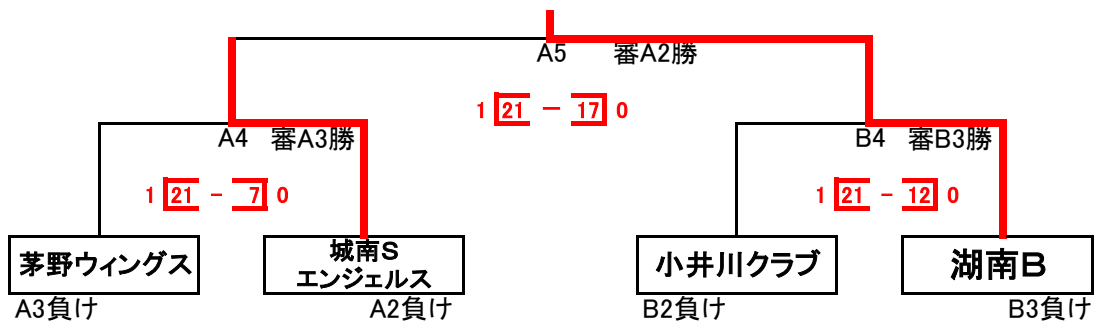 A5 審A2勝
1 21 － 17 0
A4 審A3勝
B4 審B3勝
1 21 － 7 0
1 21 － 12 0
茅野ウィングス
城南S
エンジェルス
小井川クラブ
湖南B
A3負け
A2負け
B2負け
B3負け